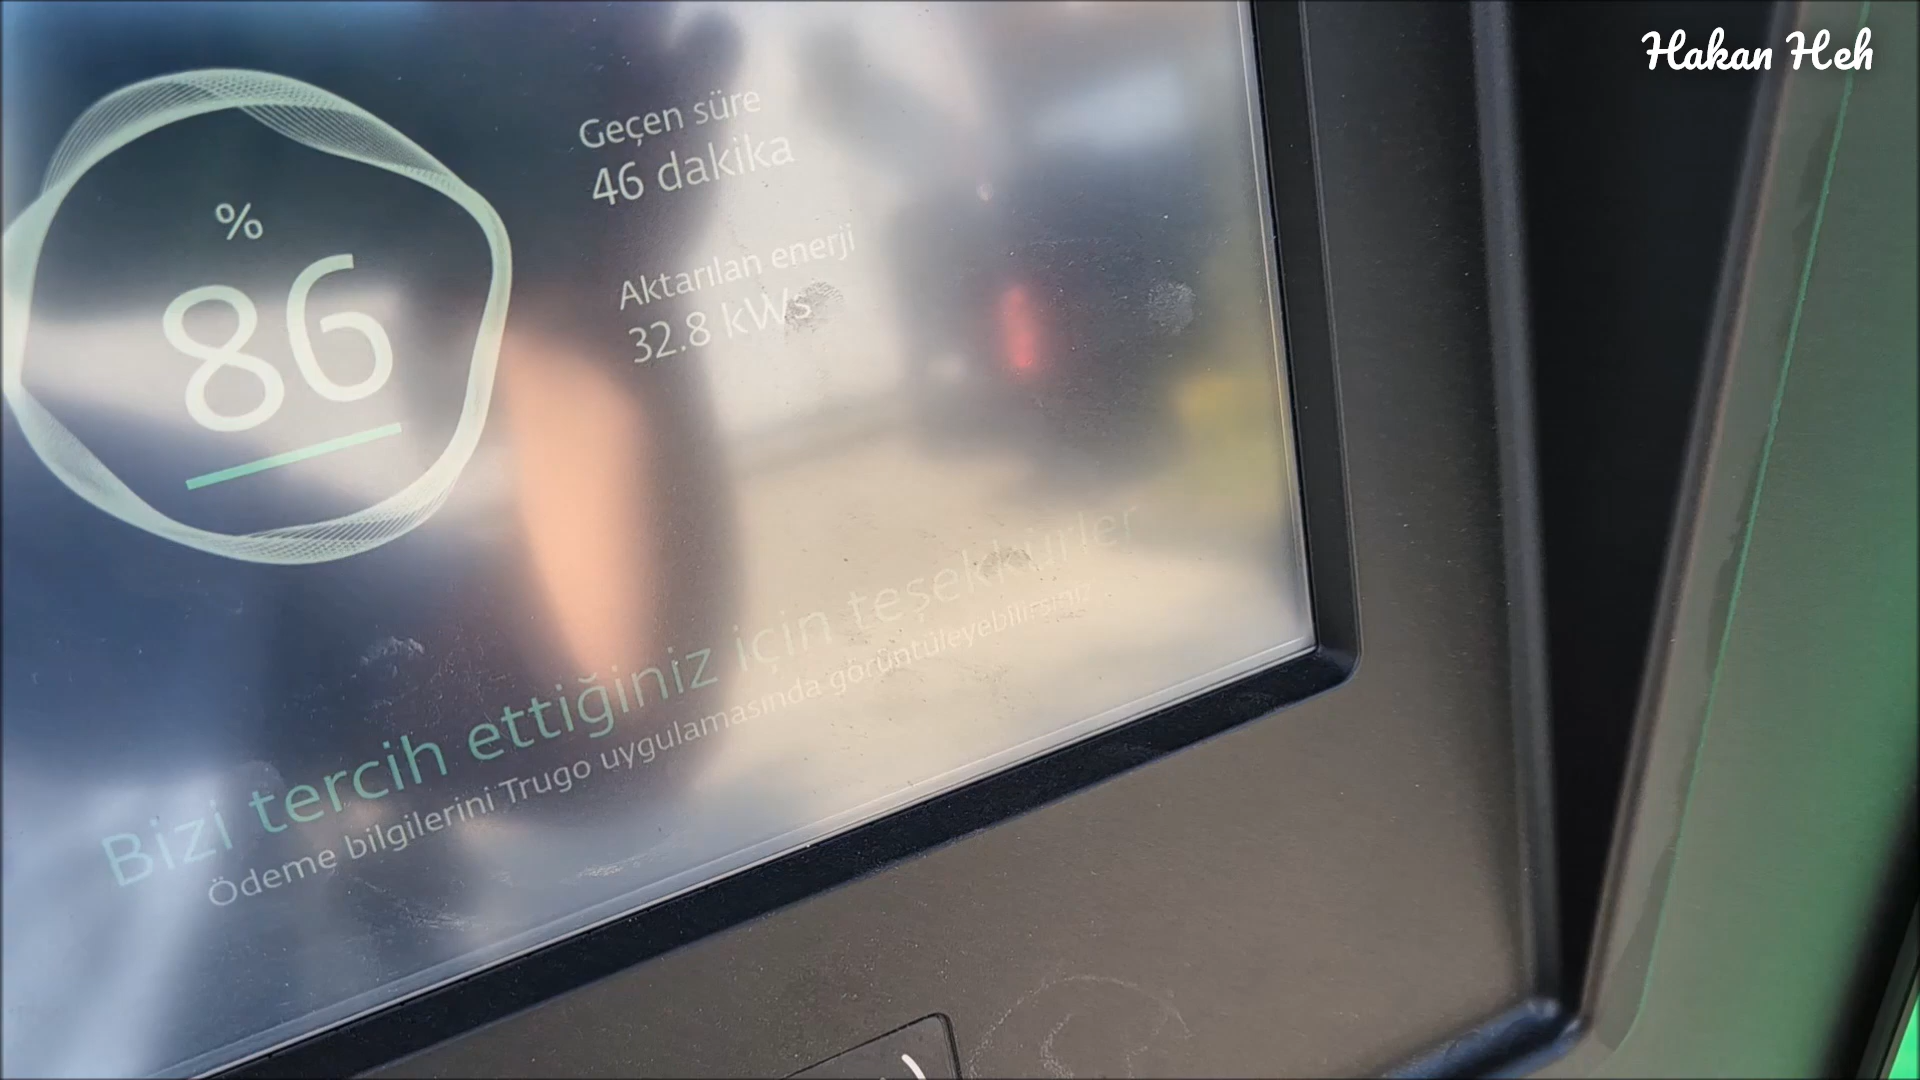 Hakan Heh
%
86
Geçen süre
46 dakika
Aktarılan enerji
32.8 kWs
Bizi tercih ettiğiniz için teşekkürler
Ödeme bilgilerini Trugo uygulamasında görüntüleyebilirsiniz.